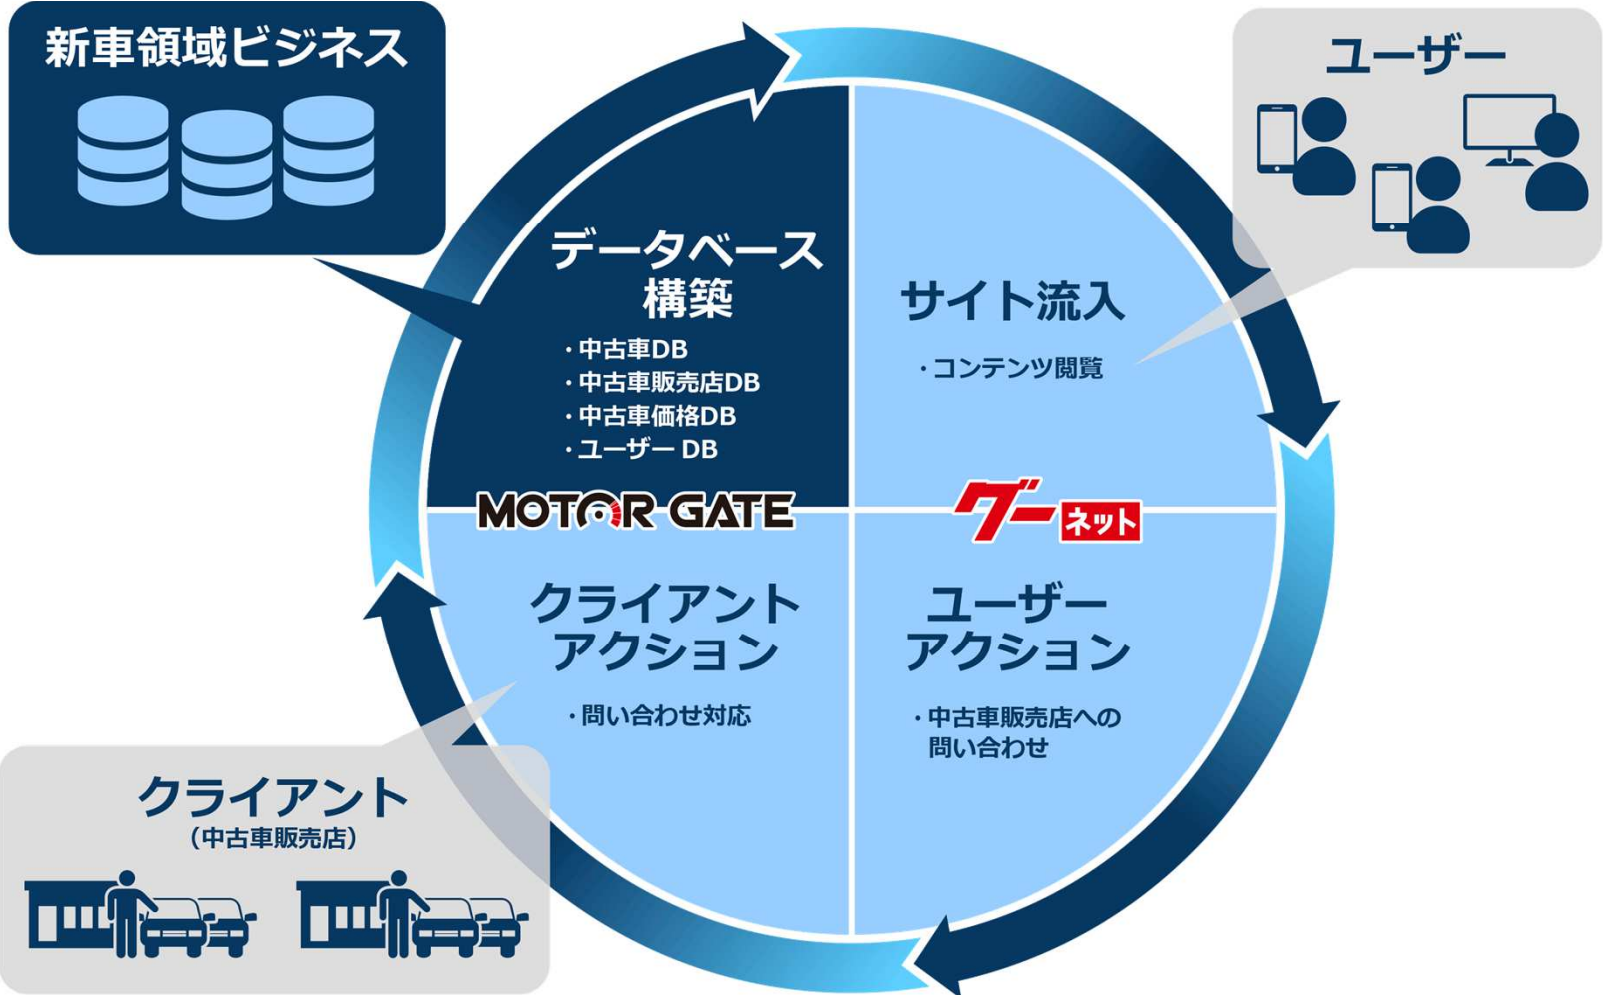 新車領域ビジネス
ユーザー
データベース
構築
・中古車DB
・中古車販売店DB
・中古車価格DB
・ユーザー DB
サイト流入
・コンテンツ閲覧
MOTOR GATE
グーネット
クライアント
アクション
・問い合わせ対応
ユーザー
アクション
・中古車販売店への
問い合わせ
クライアント
（中古車販売店）